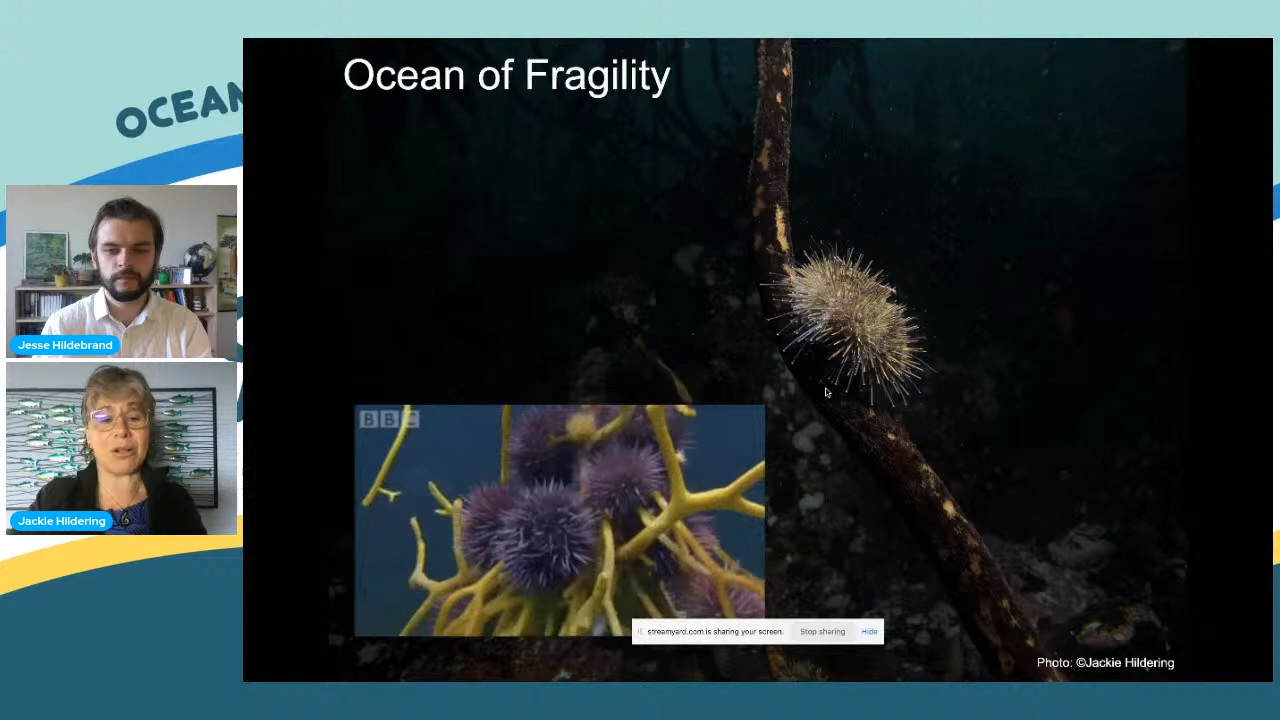 Ocean of Fragility
OCEAN
Jesse Hildebrand
Jackie Hildering
BBC
streamyard.com is sharing your screen. Stop sharing Hide
Photo: ©Jackie Hildering